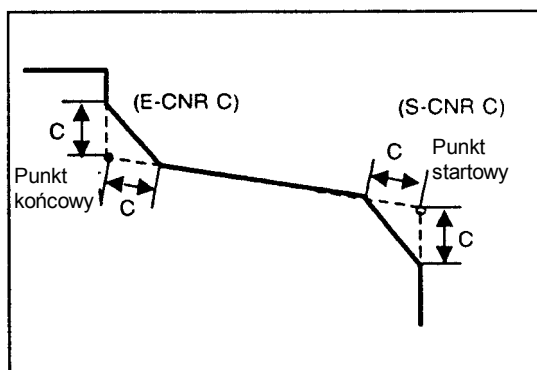 (E-CNR C)
(S-CNR C)
C
Punkt
końcowy
C
C
Punkt
startowy
C